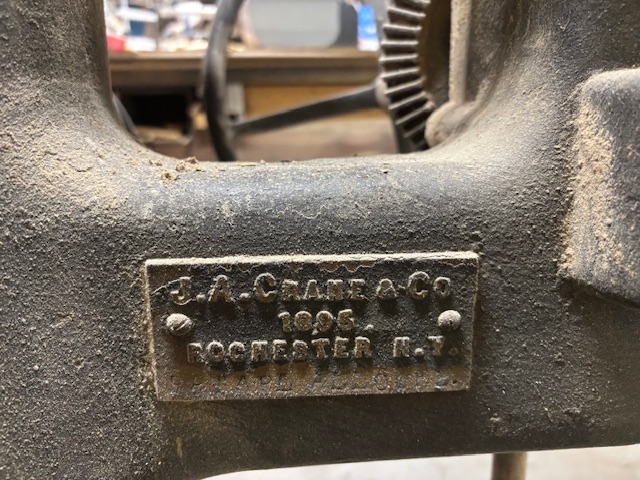 J.A. CRANE & CO
1895.
ROCHESTER N.Y.